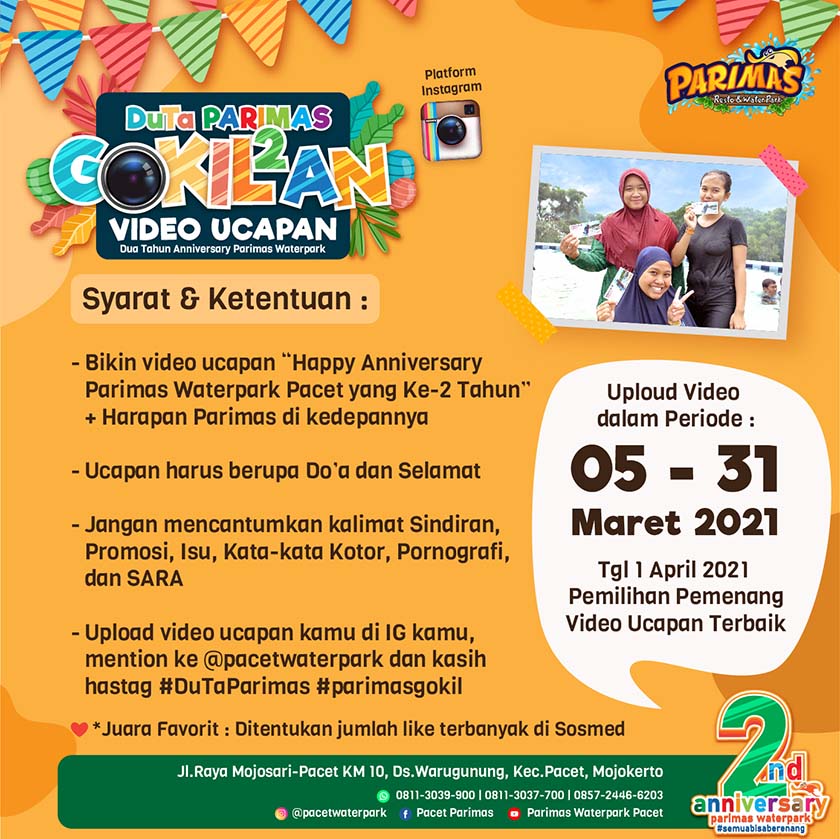 Platform
Instagram
PARIMAS
Resto & WaterPark
DuTa PARIMAS
GOKIL2AN
VIDEO UCAPAN
Dua Tahun Anniversary Parimas Waterpark
Syarat & Ketentuan :
- Bikin video ucapan “Happy Anniversary
Parimas Waterpark Pacet yang Ke-2 Tahun”
+ Harapan Parimas di kedepannya
- Ucapan harus berupa Do’a dan Selamat
- Jangan mencantumkan kalimat Sindiran,
Promosi, Isu, Kata-kata Kotor, Pornografi,
dan SARA
- Upload video ucapan kamu di IG kamu,
mention ke @pacetwaterpark dan kasih
hastag #DuTaParimas #parimasgokil
*Juara Favorit : Ditentukan jumlah like terbanyak di Sosmed
Uploud Video
dalam Periode :
05 - 31
Maret 2021
Tgl 1 April 2021
Pemilihan Pemenang
Video Ucapan Terbaik
Jl.Raya Mojosari-Pacet KM 10, Ds.Warugunung, Kec.Pacet, Mojokerto
0811-3039-900 | 0811-3037-700 | 0857-2446-6203
@pacetwaterpark Pacet Parimas Parimas Waterpark Pacet
2nd
anniversary
parimas waterpark
#semuabisaberenang